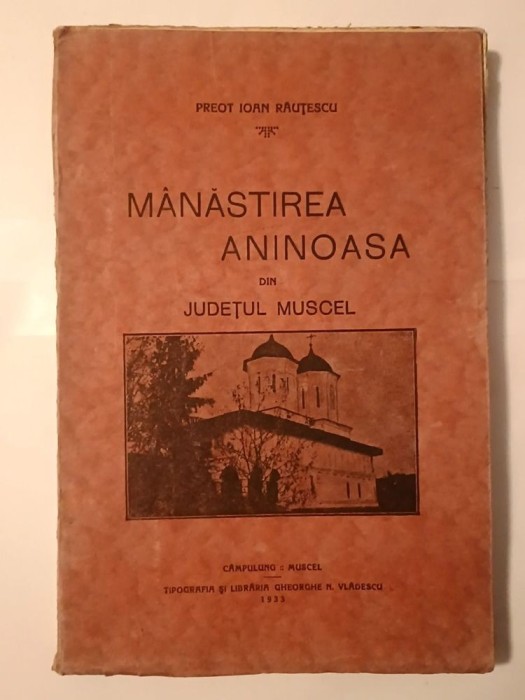 PREOT IOAN RĂUȚESCU
MÂNĂSTIREA
ANINOASA
DIN
JUDEȚUL MUSCEL
CÂMPULUNG : MUSCEL
TIPOGRAFIA ȘI LIBRĂRIA GHEORGHE N. VLĂDESCU
1933